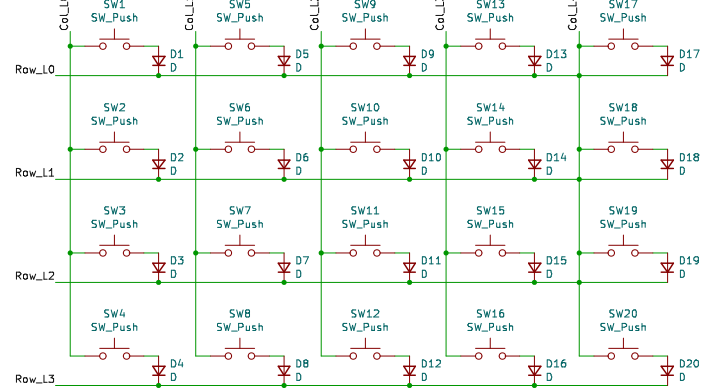 SW1 SW5 SW9 SW13 SW17
SW_Push SW_Push SW_Push SW_Push SW_Push
D1 D5 D9 D13 D17
Row_L0 D D D D D
SW2 SW6 SW10 SW14 SW18
SW_Push SW_Push SW_Push SW_Push SW_Push
D2 D6 D10 D14 D18
Row_L1 D D D D D
SW3 SW7 SW11 SW15 SW19
SW_Push SW_Push SW_Push SW_Push SW_Push
D3 D7 D11 D15 D19
Row_L2 D D D D D
SW4 SW8 SW12 SW16 SW20
SW_Push SW_Push SW_Push SW_Push SW_Push
D4 D8 D12 D16 D20
Row_L3 D D D D D